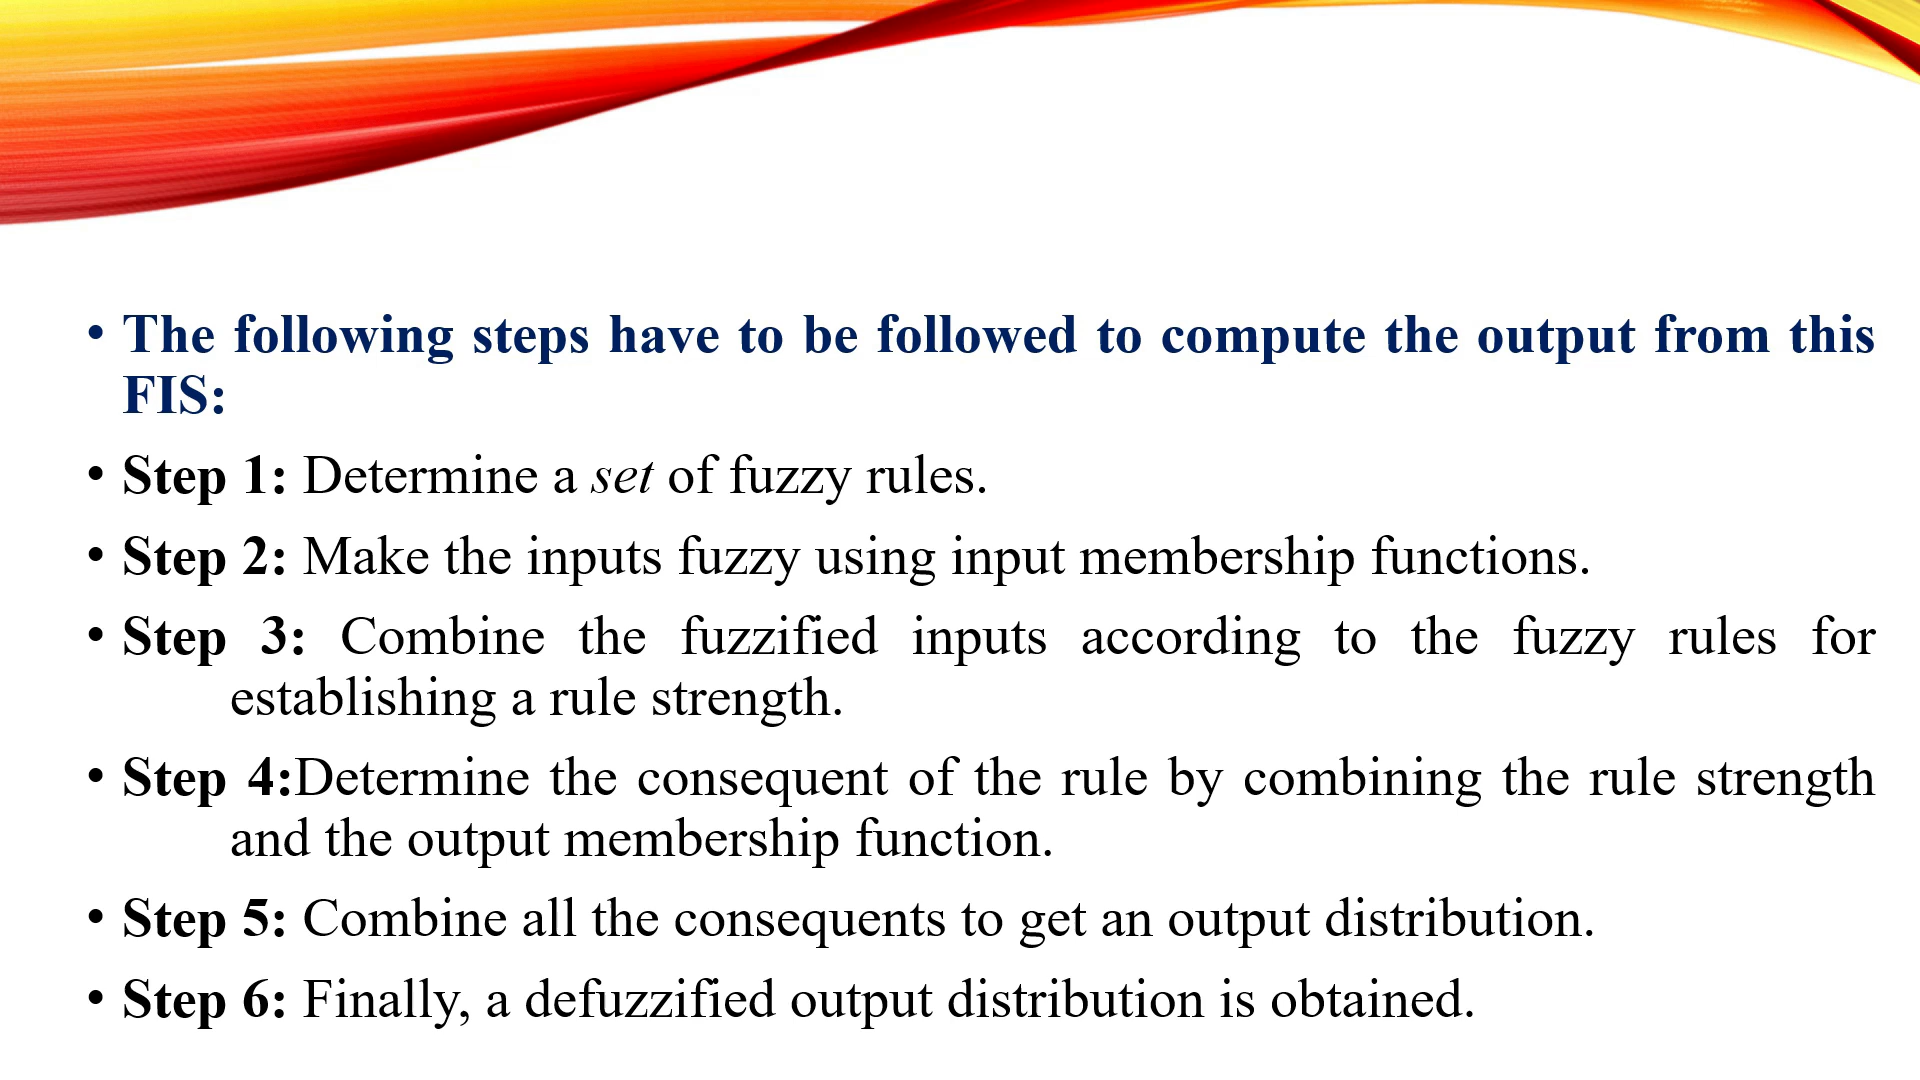 • The following steps have to be followed to compute the output from this
FIS:
• Step 1: Determine a set of fuzzy rules.
• Step 2: Make the inputs fuzzy using input membership functions.
• Step 3: Combine the fuzzified inputs according to the fuzzy rules for
establishing a rule strength.
• Step 4:Determine the consequent of the rule by combining the rule strength
and the output membership function.
• Step 5: Combine all the consequents to get an output distribution.
• Step 6: Finally, a defuzzified output distribution is obtained.